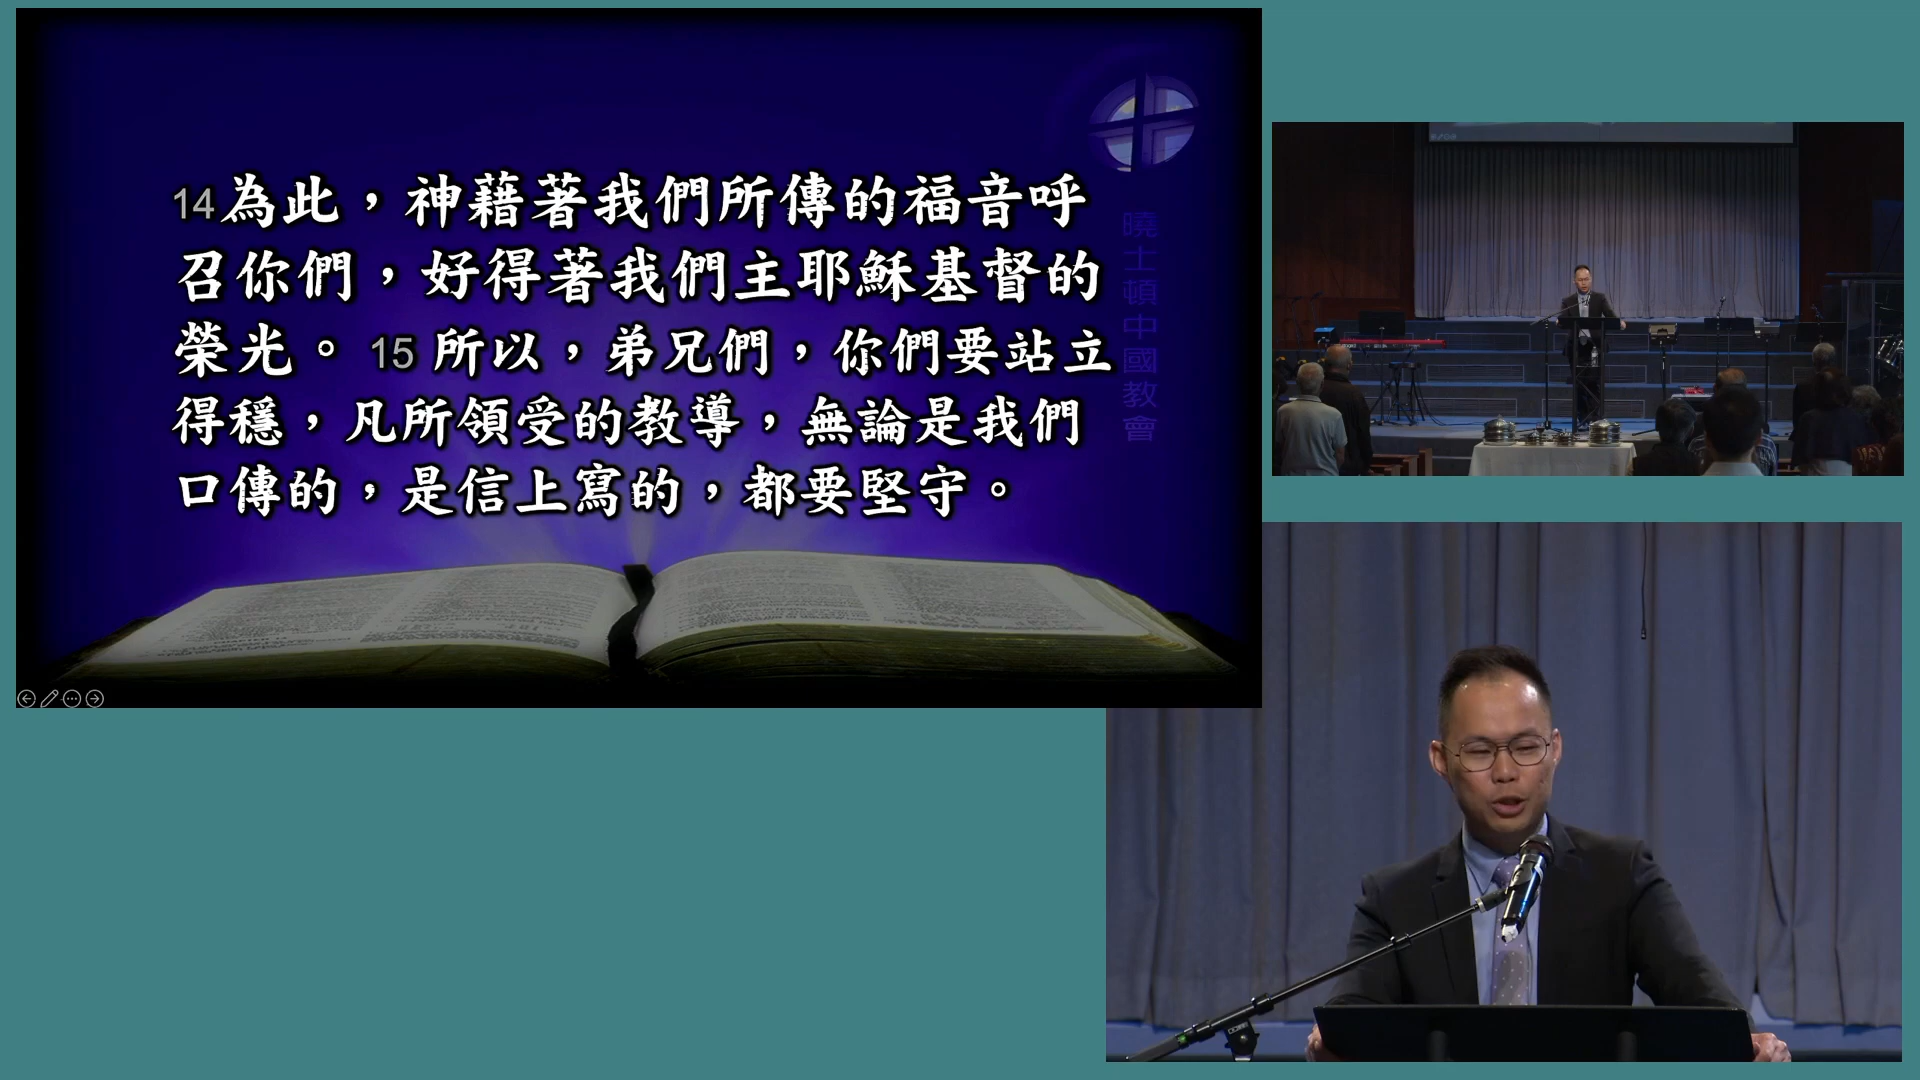 14為此，神藉著我們所傳的福音呼
召你們，好得著我們主耶穌基督的
榮光。 15 所以，弟兄們，你們要站立
得穩，凡所領受的教導，無論是我們
口傳的，是信上寫的，都要堅守。
曉士頓中國教會